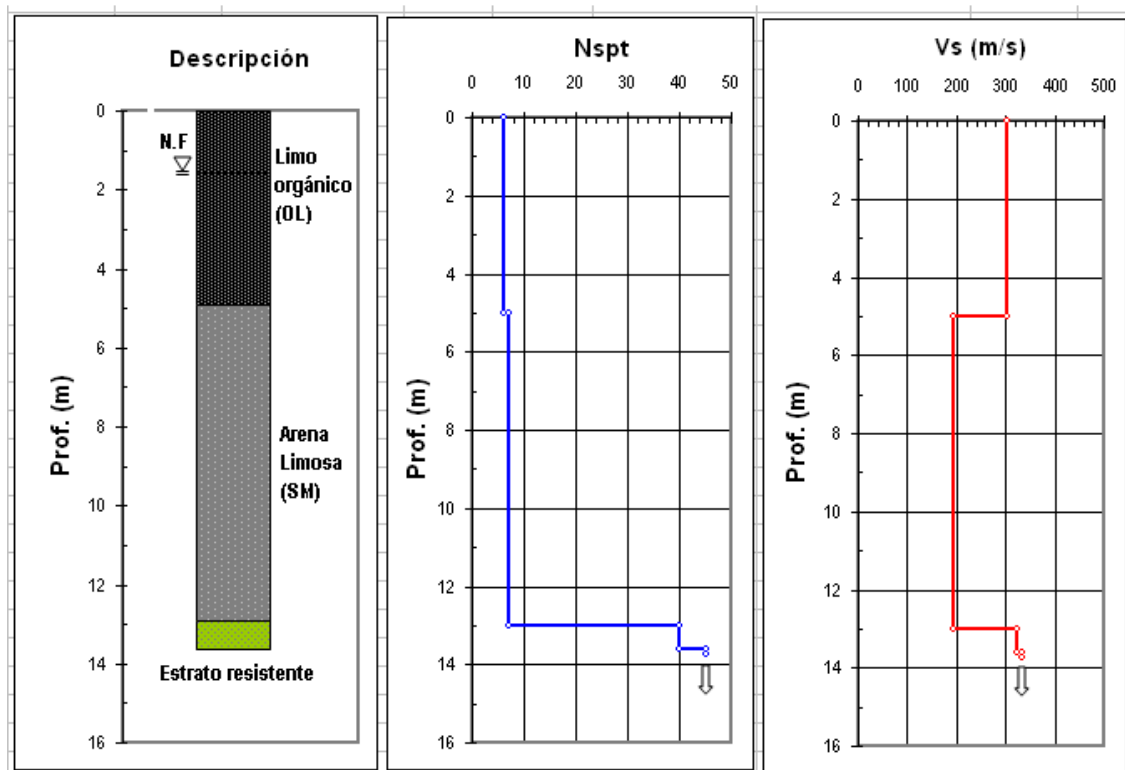 Descripción
0
2
4
6
8
10
12
14
16
Prof. (m)
N.F
Limo
orgánico
(OL)
Arena
Limosa
(SM)
Estrato resistente
Nspt
0 10 20 30 40 50
0
2
4
6
8
10
12
14
16
Prof. (m)
Vs (m/s)
0 100 200 300 400 500
0
2
4
6
8
10
12
14
16
Prof. (m)